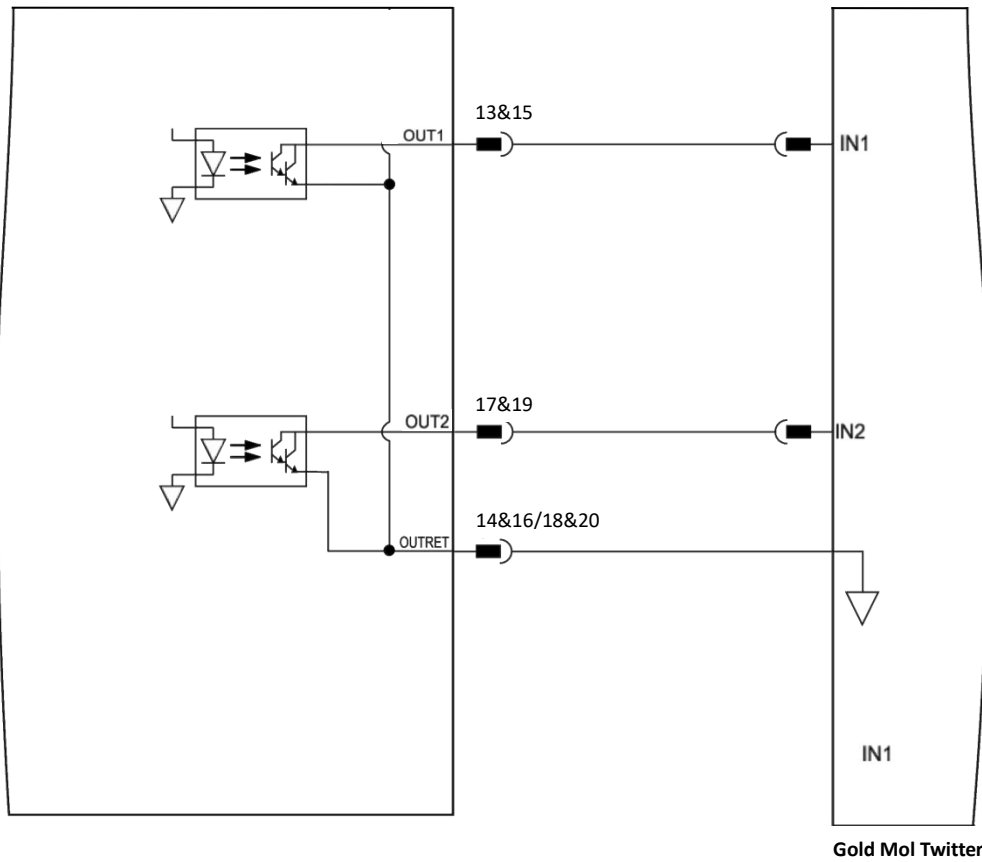 13&15
OUT1
IN1
17&19
OUT2
IN2
14&16/18&20
OUTRET
IN1
Gold Mol Twitter